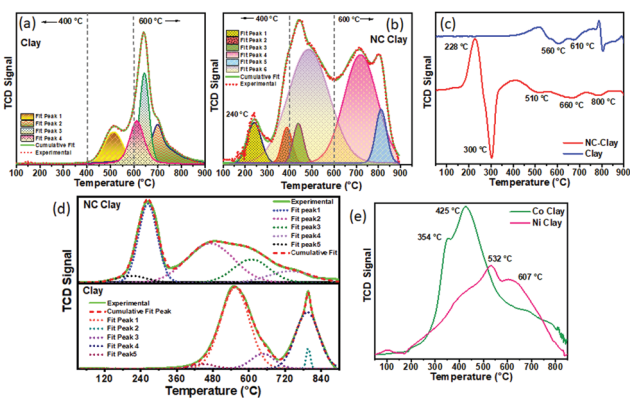 (a)
400 °C
600 °C
Clay
TCD Signal
Fit Peak 1
Fit Peak 2
Fit Peak 3
Fit Peak 4
Cumulative Fit
Experimental
100 200 300 400 500 600 700 800 900
Temperature (°C)
(b)
400 °C
600 °C
NC Clay
TCD Signal
Fit Peak 1
Fit Peak 2
Fit Peak 3
Fit Peak 4
Fit Peak 5
Fit Peak 6
Cumulative Fit
Experimental
240 °C
100 200 300 400 500 600 700 800 900
Temperature (°C)
(c)
228 °C
560 °C
610 °C
510 °C
660 °C
800 °C
300 °C
NC-Clay
Clay
TCD Signal
100 200 300 400 500 600 700 800 900
Temperature (°C)
(d)
NC Clay
Experimental
Fit peak1
Fit peak2
Fit peak3
Fit peak4
Fit peak5
Cumulative Fit
TCD Signal
Clay
Experimental
Cumulative Fit Peak
Fit Peak 1
Fit Peak 2
Fit Peak 3
Fit Peak 4
Fit Peak5
120 240 360 480 600 720 840
Temperature (°C)
(e)
425 °C
354 °C
532 °C
607 °C
Co Clay
Ni Clay
TCD Signal
100 200 300 400 500 600 700 800
Temperature (°C)